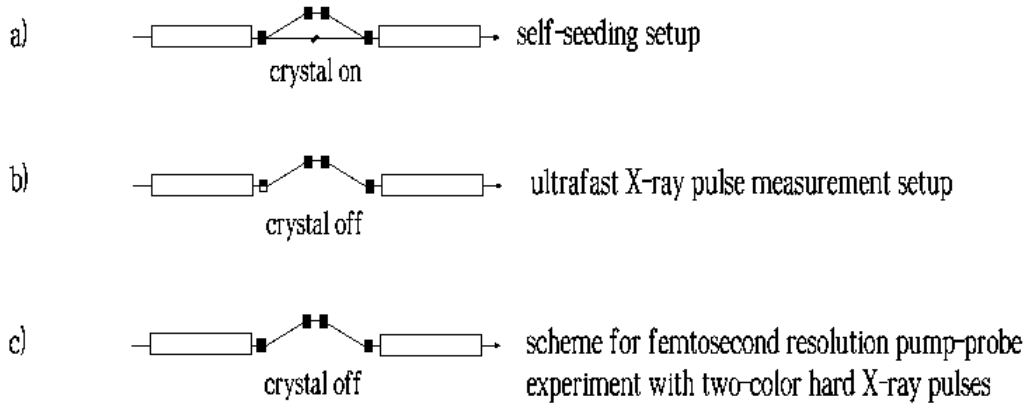 a)
self-seeding setup
crystal on
b)
ultrafast X-ray pulse measurement setup
crystal off
c)
scheme for femtosecond resolution pump-probe
experiment with two-color hard X-ray pulses
crystal off